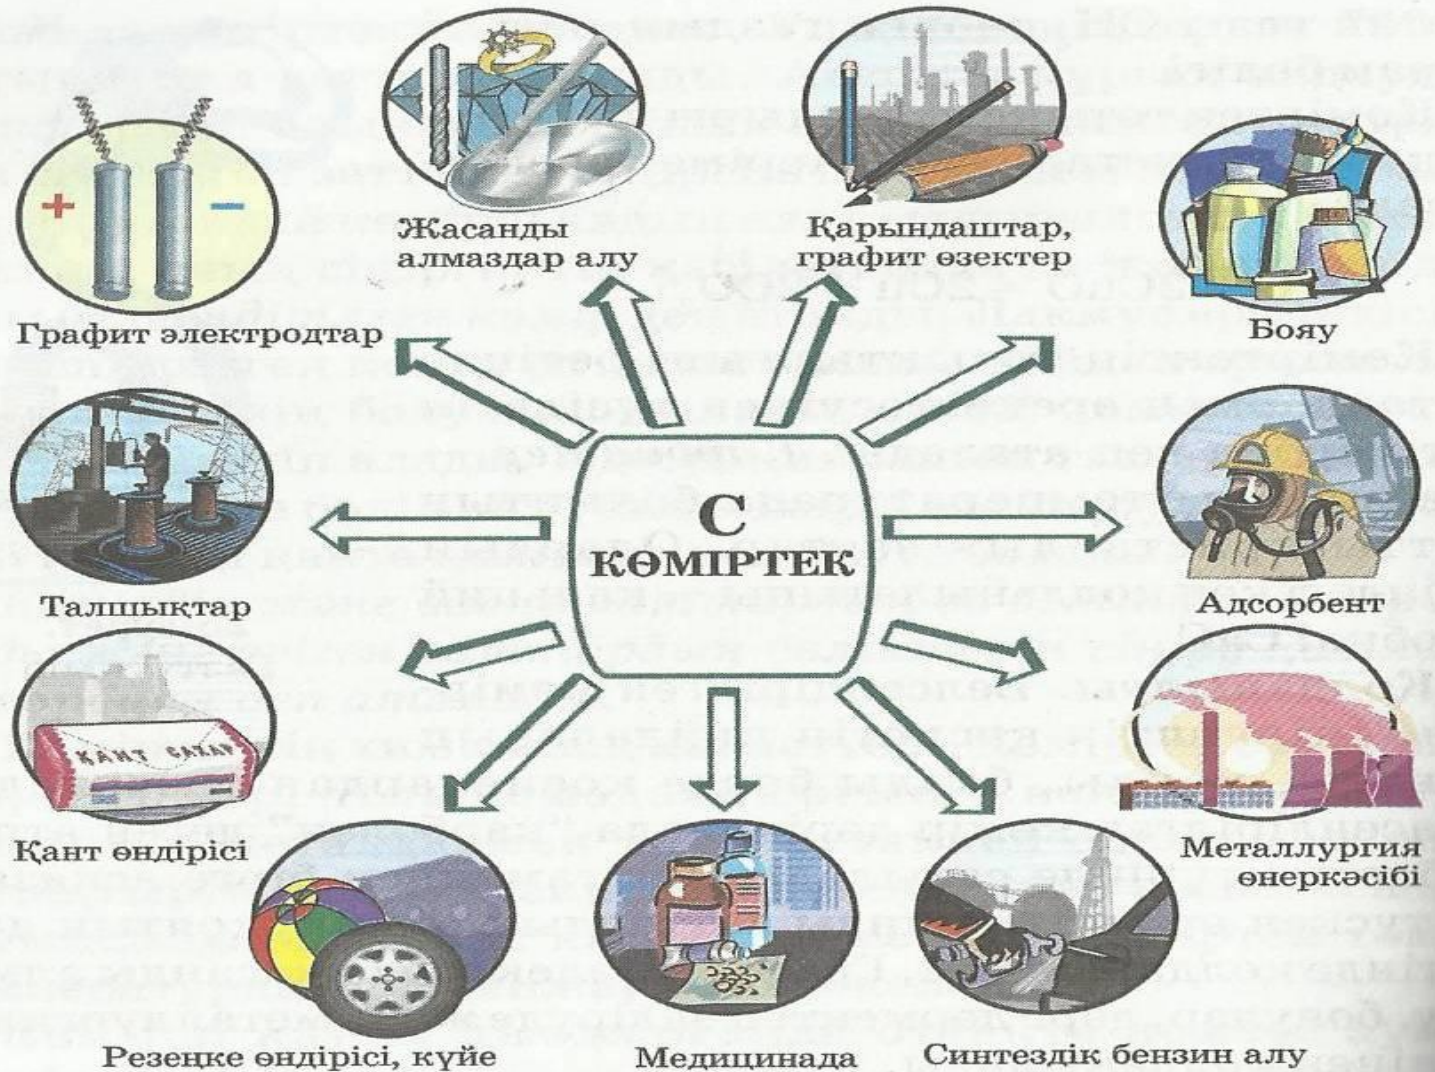 Жасанды
алмаздар алу
Қарындаштар,
графит өзектер
+
−
Графит электродтар
Бояу
Талшықтар
С
КӨМІРТЕК
Адсорбент
КАНТ САХАР
Қант өндірісі
Металлургия
өнеркәсібі
Резеңке өндірісі, күйе
Медицинада
Синтездік бензин алу